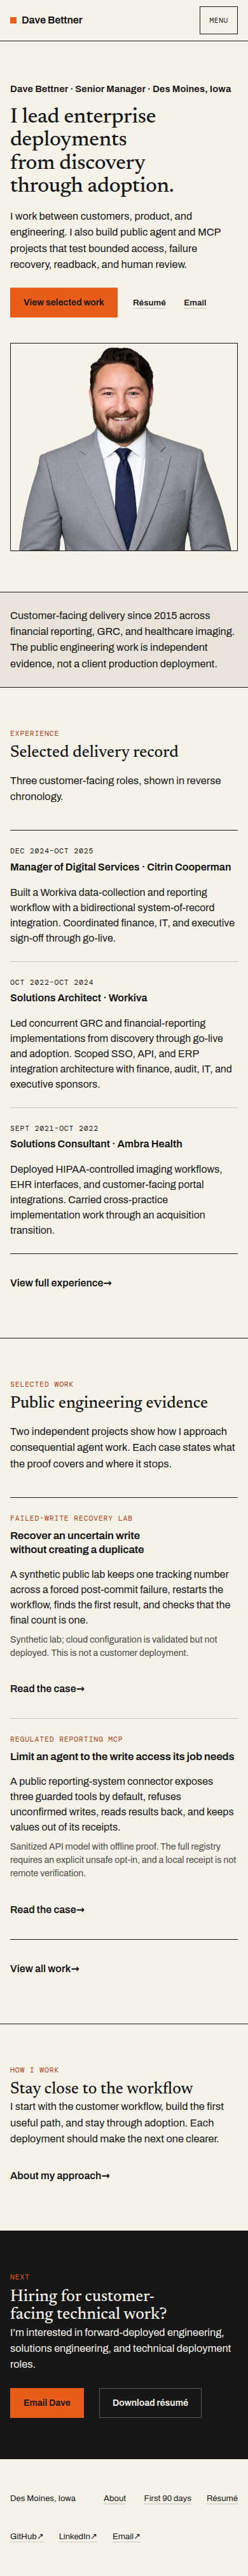 Dave Bettner
MENU
Dave Bettner · Senior Manager · Des Moines, Iowa
I lead enterprise
deployments
from discovery
through adoption.
I work between customers, product, and
engineering. I also build public agent and MCP
projects that test bounded access, failure
recovery, readback, and human review.
View selected work
Résumé
Email
Customer-facing delivery since 2015 across
financial reporting, GRC, and healthcare imaging.
The public engineering work is independent
evidence, not a client production deployment.
EXPERIENCE
Selected delivery record
Three customer-facing roles, shown in reverse
chronology.
DEC 2024–OCT 2025
Manager of Digital Services · Citrin Cooperman
Built a Workiva data-collection and reporting
workflow with a bidirectional system-of-record
integration. Coordinated finance, IT, and executive
sign-off through go-live.
OCT 2022–OCT 2024
Solutions Architect · Workiva
Led concurrent GRC and financial-reporting
implementations from discovery through go-live
and adoption. Scoped SSO, API, and ERP
integration architecture with finance, audit, IT, and
executive sponsors.
SEPT 2021–OCT 2022
Solutions Consultant · Ambra Health
Deployed HIPAA-controlled imaging workflows,
EHR interfaces, and customer-facing portal
integrations. Carried cross-practice
implementation work through an acquisition
transition.
View full experience→
SELECTED WORK
Public engineering evidence
Two independent projects show how I approach
consequential agent work. Each case states what
the proof covers and where it stops.
FAILED-WRITE RECOVERY LAB
Recover an uncertain write
without creating a duplicate
A synthetic public lab keeps one tracking number
across a forced post-commit failure, restarts the
workflow, finds the first result, and checks that the
final count is one.
Synthetic lab; cloud configuration is validated but not
deployed. This is not a customer deployment.
Read the case→
REGULATED REPORTING MCP
Limit an agent to the write access its job needs
A public reporting-system connector exposes
three guarded tools by default, refuses
unconfirmed writes, reads results back, and keeps
values out of its receipts.
Sanitized API model with offline proof. The full registry
requires an explicit unsafe opt-in, and a local receipt is not
remote verification.
Read the case→
View all work→
HOW I WORK
Stay close to the workflow
I start with the customer workflow, build the first
useful path, and stay through adoption. Each
deployment should make the next one clearer.
About my approach→
NEXT
Hiring for customer-
facing technical work?
I'm interested in forward-deployed engineering,
solutions engineering, and technical deployment
roles.
Email Dave
Download résumé
Des Moines, Iowa
About
First 90 days
Résumé
GitHub↗
LinkedIn↗
Email↗